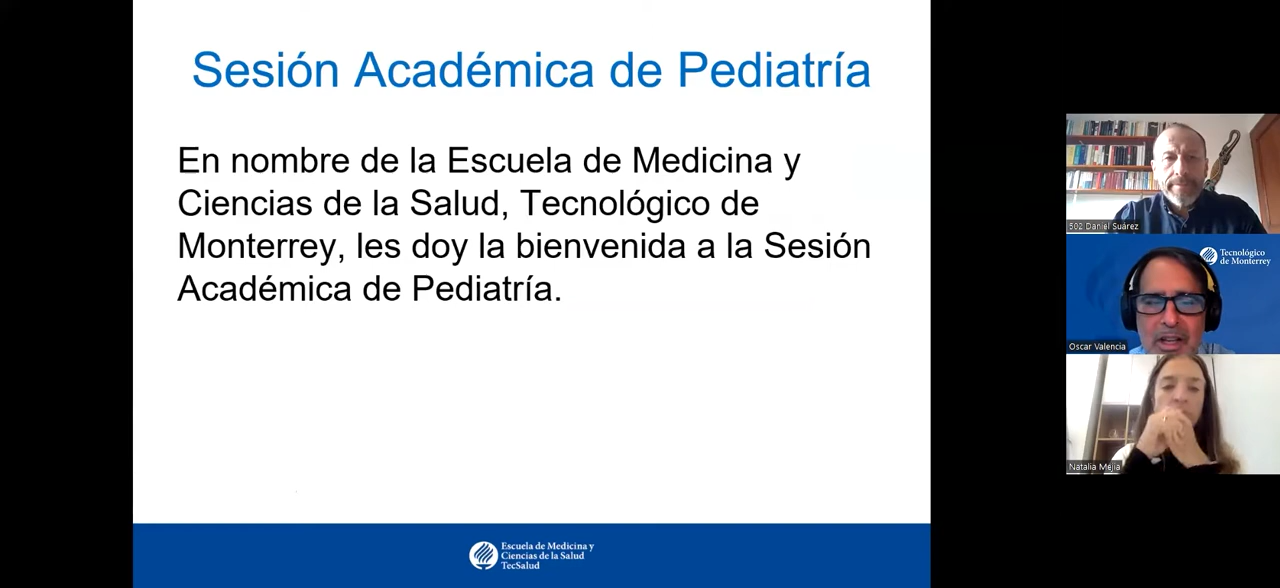 Sesión Académica de Pediatría
En nombre de la Escuela de Medicina y
Ciencias de la Salud, Tecnológico de
Monterrey, les doy la bienvenida a la Sesión
Académica de Pediatría.
Escuela de Medicina y
Ciencias de la Salud
TecSalud
502 Daniel Suárez
Tecnológico
de Monterrey
Oscar Valencia
Natalia Mejia